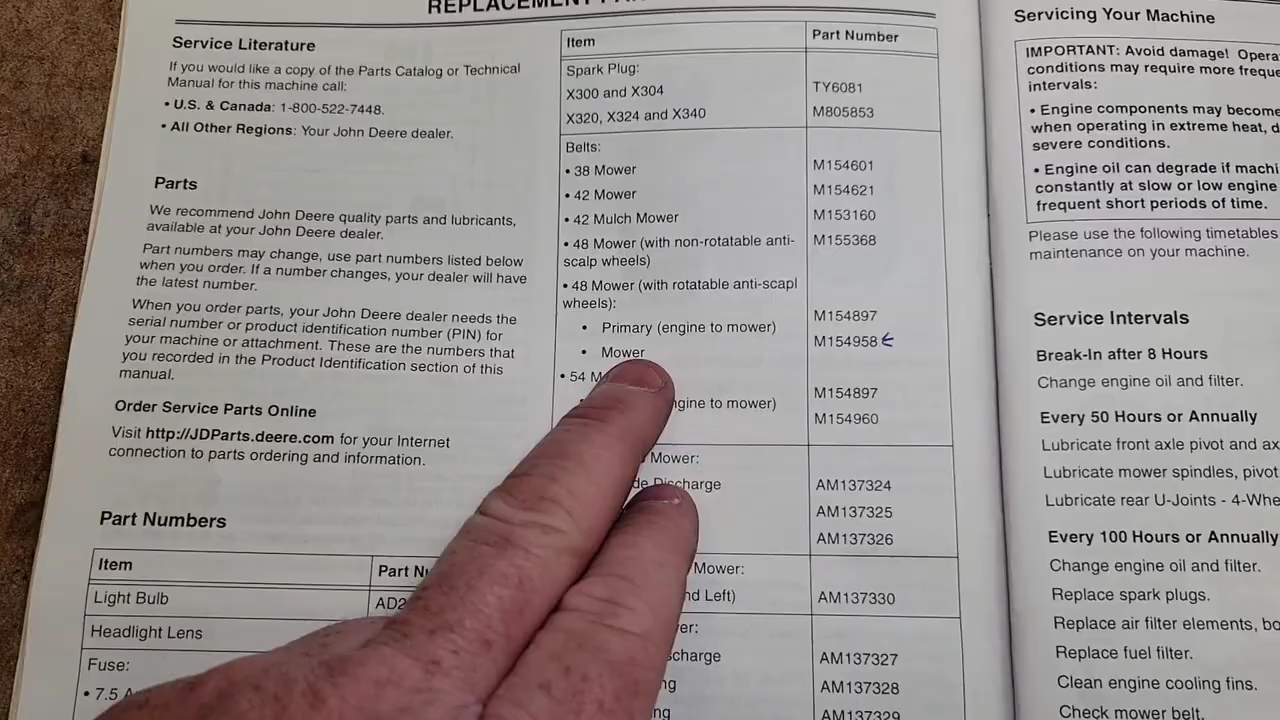 REPLACEMENT
Service Literature
If you would like a copy of the Parts Catalog or Technical
Manual for this machine call:
• U.S. & Canada: 1-800-522-7448.
• All Other Regions: Your John Deere dealer.
Parts
We recommend John Deere quality parts and lubricants,
available at your John Deere dealer.
Part numbers may change, use part numbers listed below
when you order. If a number changes, your dealer will have
the latest number.
When you order parts, your John Deere dealer needs the
serial number or product identification number (PIN) for
your machine or attachment. These are the numbers that
you recorded in the Product Identification section of this
manual.
Order Service Parts Online
Visit http://JDParts.deere.com for your Internet
connection to parts ordering and information.
Part Numbers
Item
Light Bulb
Headlight Lens
Fuse:
• 7.5
Part
Item Part Number
Spark Plug:
X300 and X304 TY6081
X320, X324 and X340 M805853
Belts:
• 38 Mower M154601
• 42 Mower M154621
• 42 Mulch Mower M153160
• 48 Mower (with non-rotatable anti- M155368
scalp wheels)
• 48 Mower (with rotatable anti-scapl
wheels):
• Primary (engine to mower) M154897
• Mower M154958
• 54
to mower) M154897
M154960
Mower:
Discharge AM137324
AM137325
AM137326
Mower:
Left) AM137330
AM137327
AM137328
AM137329
Servicing Your Machine
IMPORTANT: Avoid damage!
conditions may require more
intervals:
• Engine components may become
when operating in extreme heat,
severe conditions.
• Engine oil can degrade if
constantly at slow or low engine
frequent short periods of time.
Please use the following timetables
maintenance on your machine.
Service Intervals
Break-In after 8 Hours
Change engine oil and filter.
Every 50 Hours or Annually
Lubricate front axle pivot and
Lubricate mower spindles, pivot
Lubricate rear U-Joints -
Every 100 Hours or Annually
Change engine oil and filter.
Replace spark plugs.
Replace air filter elements,
Replace fuel filter.
Clean engine cooling fins.
Check mower belt.